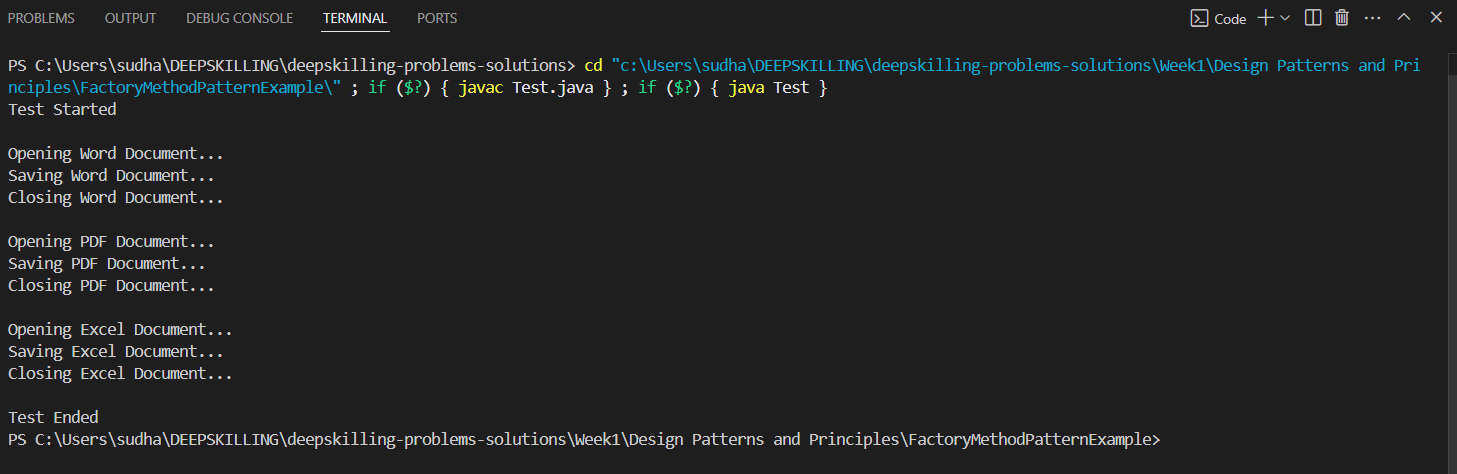 PROBLEMS OUTPUT DEBUG CONSOLE TERMINAL PORTS Code
PS C:\Users\sudha\DEEPSKILLING\deepskilling-problems-solutions> cd "c:\Users\sudha\DEEPSKILLING\deepskilling-problems-solutions\Week1\Design Patterns and Pri
nciples\FactoryMethodPatternExample\" ; if ($?) { javac Test.java } ; if ($?) { java Test }
Test Started
Opening Word Document...
Saving Word Document...
Closing Word Document...
Opening PDF Document...
Saving PDF Document...
Closing PDF Document...
Opening Excel Document...
Saving Excel Document...
Closing Excel Document...
Test Ended
PS C:\Users\sudha\DEEPSKILLING\deepskilling-problems-solutions\Week1\Design Patterns and Principles\FactoryMethodPatternExample>